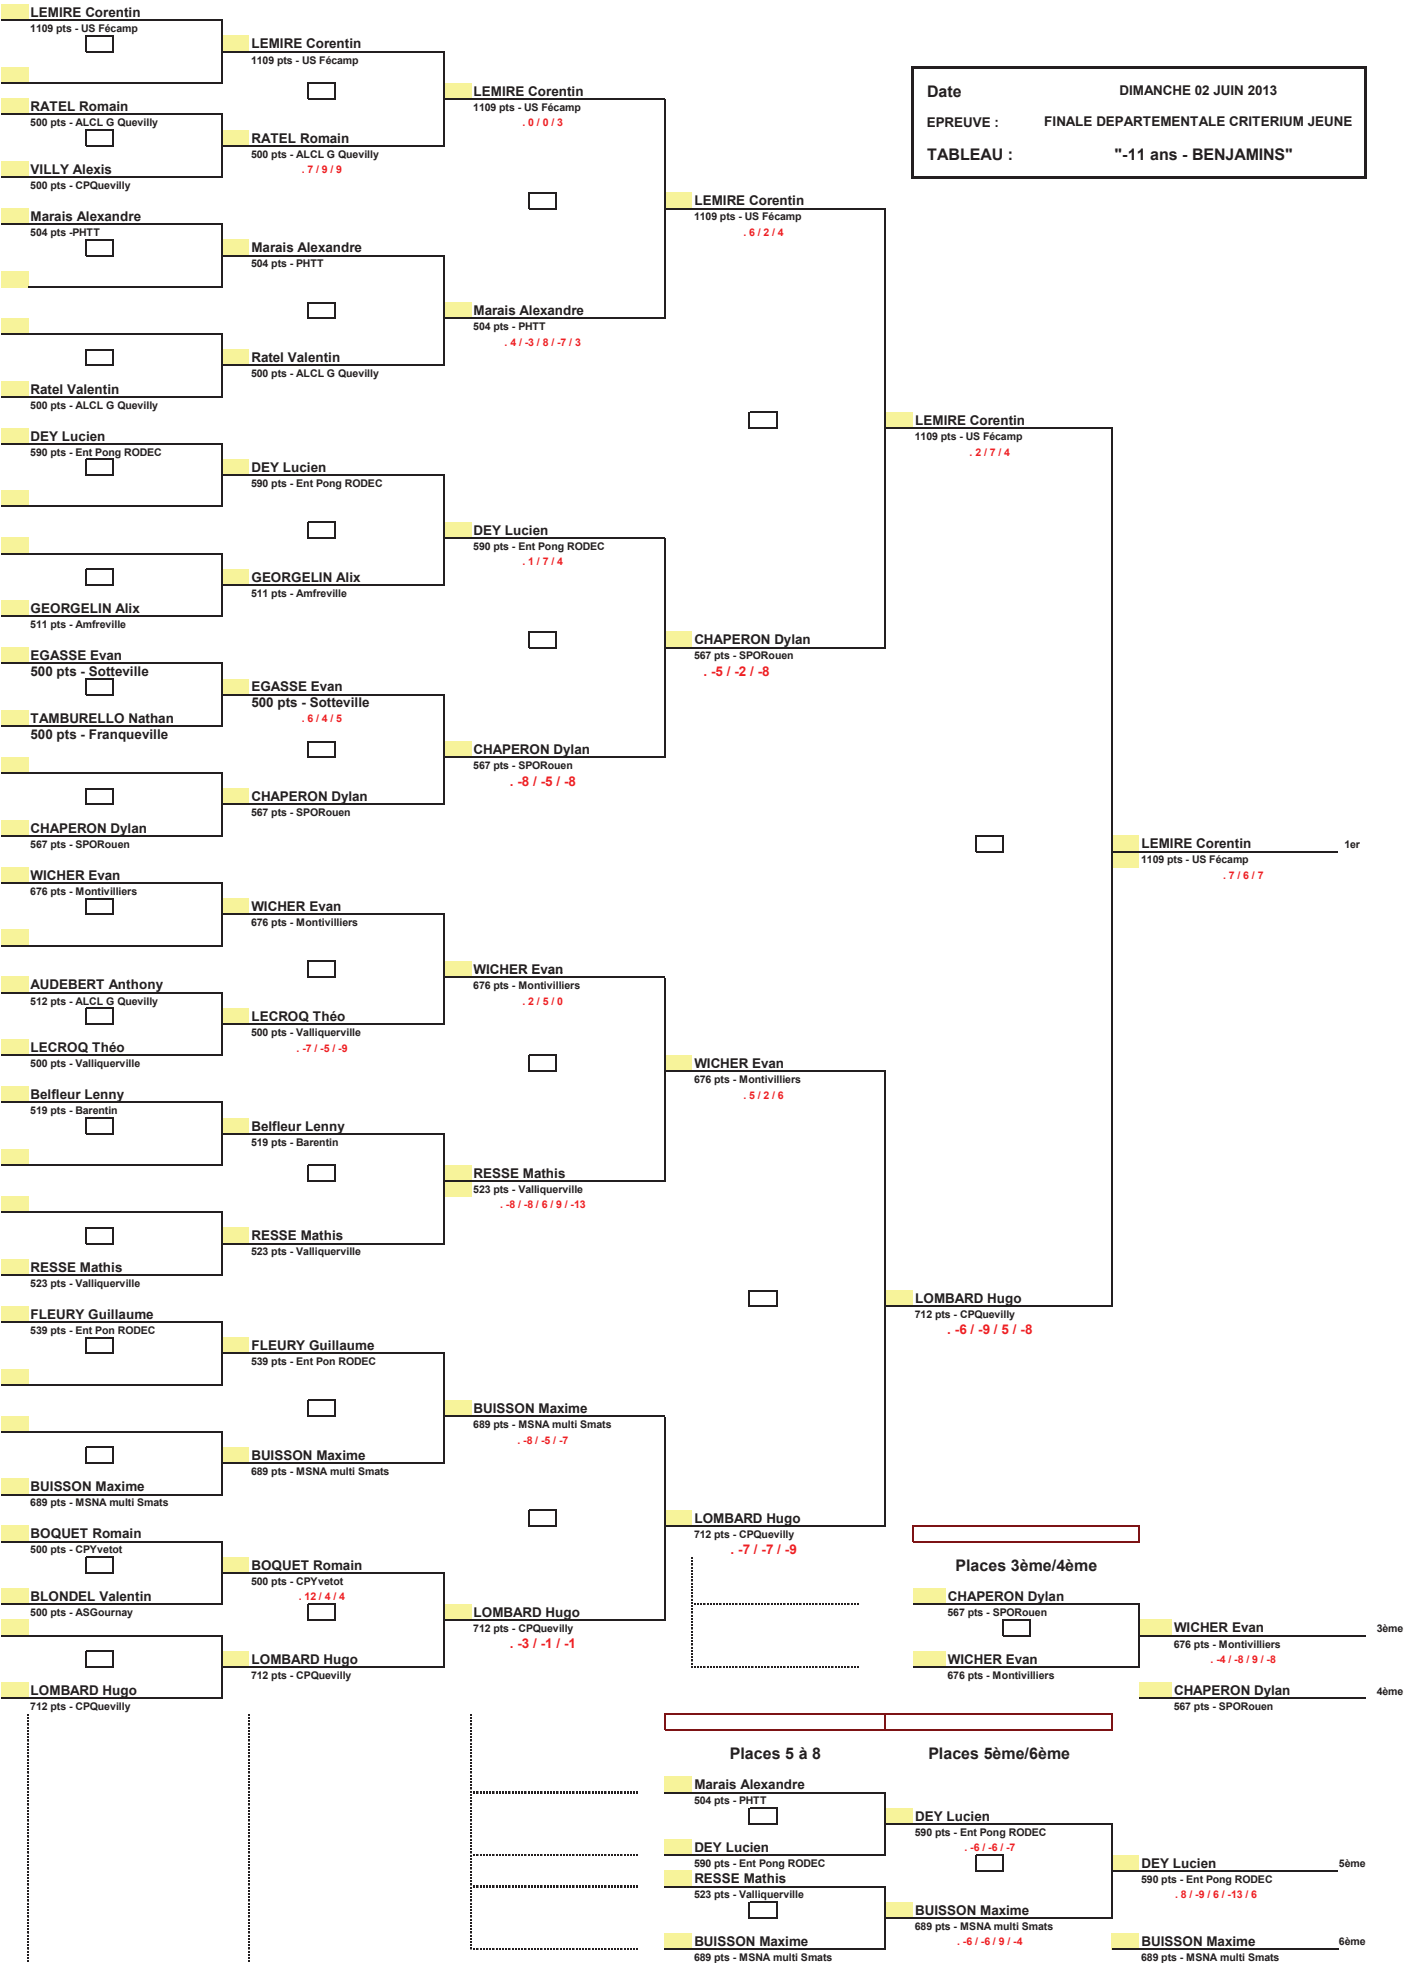 LEMIRE Corentin
1109 pts - US Fécamp
RATEL Romain
500 pts - ALCL G Quevilly
VILLY Alexis
500 pts - CPQuevilly
Marais Alexandre
504 pts -PHTT
Ratel Valentin
500 pts - ALCL G Quevilly
DEY Lucien
590 pts - Ent Pong RODEC
GEORGELIN Alix
511 pts - Amfreville
EGASSE Evan
500 pts - Sotteville
TAMBURELLO Nathan
500 pts - Franqueville
CHAPERON Dylan
567 pts - SPORouen
WICHER Evan
676 pts - Montivilliers
AUDEBERT Anthony
512 pts - ALCL G Quevilly
LECROQ Théo
500 pts - Valliquerville
Belfleur Lenny
519 pts - Barentin
RESSE Mathis
523 pts - Valliquerville
FLEURY Guillaume
539 pts - Ent Pon RODEC
BUISSON Maxime
689 pts - MSNA multi Smats
BOQUET Romain
500 pts - CPYvetot
BLONDEL Valentin
500 pts - ASGournay
LOMBARD Hugo
712 pts - CPQuevilly
LEMIRE Corentin
1109 pts - US Fécamp
RATEL Romain
500 pts - ALCL G Quevilly
. 7 / 9 / 9
Marais Alexandre
504 pts - PHTT
Ratel Valentin
500 pts - ALCL G Quevilly
DEY Lucien
590 pts - Ent Pong RODEC
GEORGELIN Alix
511 pts - Amfreville
EGASSE Evan
500 pts - Sotteville
. 6 / 4 / 5
CHAPERON Dylan
567 pts - SPORouen
WICHER Evan
676 pts - Montivilliers
LECROQ Théo
500 pts - Valliquerville
. -7 / -5 / -9
Belfleur Lenny
519 pts - Barentin
RESSE Mathis
523 pts - Valliquerville
FLEURY Guillaume
539 pts - Ent Pon RODEC
BUISSON Maxime
689 pts - MSNA multi Smats
BOQUET Romain
500 pts - CPYvetot
. 12 / 4 / 4
LOMBARD Hugo
712 pts - CPQuevilly
LEMIRE Corentin
1109 pts - US Fécamp
. 0 / 0 / 3
Marais Alexandre
504 pts - PHTT
. 4 / -3 / 8 / -7 / 3
DEY Lucien
590 pts - Ent Pong RODEC
. 1 / 7 / 4
CHAPERON Dylan
567 pts - SPORouen
. -8 / -5 / -8
WICHER Evan
676 pts - Montivilliers
. 2 / 5 / 0
RESSE Mathis
523 pts - Valliquerville
. -8 / -8 / 6 / 9 / -13
BUISSON Maxime
689 pts - MSNA multi Smats
. -8 / -5 / -7
LOMBARD Hugo
712 pts - CPQuevilly
. -3 / -1 / -1
LEMIRE Corentin
1109 pts - US Fécamp
. 6 / 2 / 4
CHAPERON Dylan
567 pts - SPORouen
. -5 / -2 / -8
WICHER Evan
676 pts - Montivilliers
. 5 / 2 / 6
LOMBARD Hugo
712 pts - CPQuevilly
. -7 / -7 / -9
Date DIMANCHE 02 JUIN 2013
EPREUVE : FINALE DEPARTEMENTALE CRITERIUM JEUNE
TABLEAU : "-11 ans - BENJAMINS"
LEMIRE Corentin
1109 pts - US Fécamp
. 2 / 7 / 4
LOMBARD Hugo
712 pts - CPQuevilly
. -6 / -9 / 5 / -8
LEMIRE Corentin 1er
1109 pts - US Fécamp
. 7 / 6 / 7
Places 3ème/4ème
CHAPERON Dylan
567 pts - SPORouen
WICHER Evan
676 pts - Montivilliers
WICHER Evan 3ème
676 pts - Montivilliers
. -4 / -8 / 9 / -8
CHAPERON Dylan 4ème
567 pts - SPORouen
Places 5 à 8
Marais Alexandre
504 pts - PHTT
DEY Lucien
590 pts - Ent Pong RODEC
RESSE Mathis
523 pts - Valliquerville
BUISSON Maxime
689 pts - MSNA multi Smats
Places 5ème/6ème
DEY Lucien
590 pts - Ent Pong RODEC
. -6 / -6 / -7
BUISSON Maxime
689 pts - MSNA multi Smats
. -6 / -6 / 9 / -4
DEY Lucien 5ème
590 pts - Ent Pong RODEC
. 8 / -9 / 6 / -13 / 6
BUISSON Maxime 6ème
689 pts - MSNA multi Smats